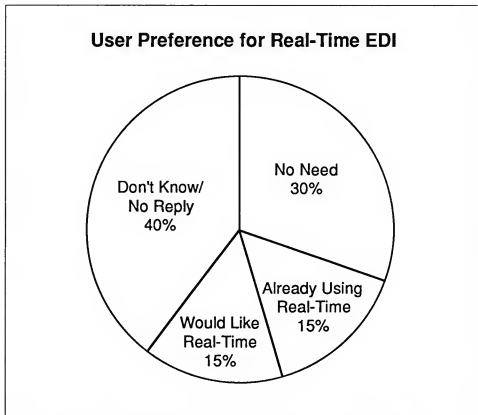 User Preference for Real-Time EDI
No Need
30%
Already Using
Real-Time
15%
Would Like
Real-Time
15%
Don't Know/
No Reply
40%